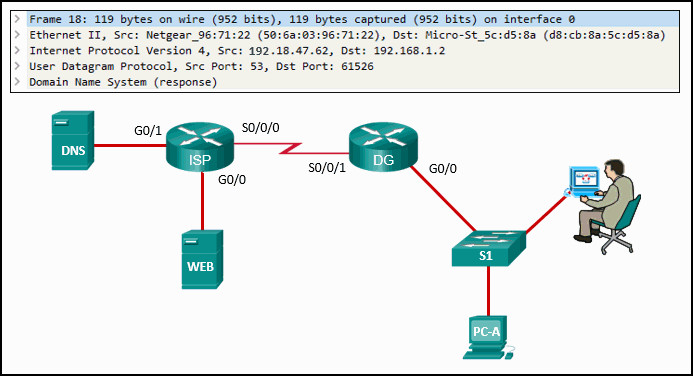 Frame 18: 119 bytes on wire (952 bits), 119 bytes captured (952 bits) on interface 0
Ethernet II, Src: Netgear_96:71:22 (50:6a:03:96:71:22), Dst: Micro-St_5c:d5:8a (d8:cb:8a:5c:d5:8a)
Internet Protocol Version 4, Src: 192.18.47.62, Dst: 192.168.1.2
User Datagram Protocol, Src Port: 53, Dst Port: 61526
Domain Name System (response)
DNS
G0/1
ISP
S0/0/0
S0/0/1
DG
G0/0
G0/0
WEB
S1
PC-A